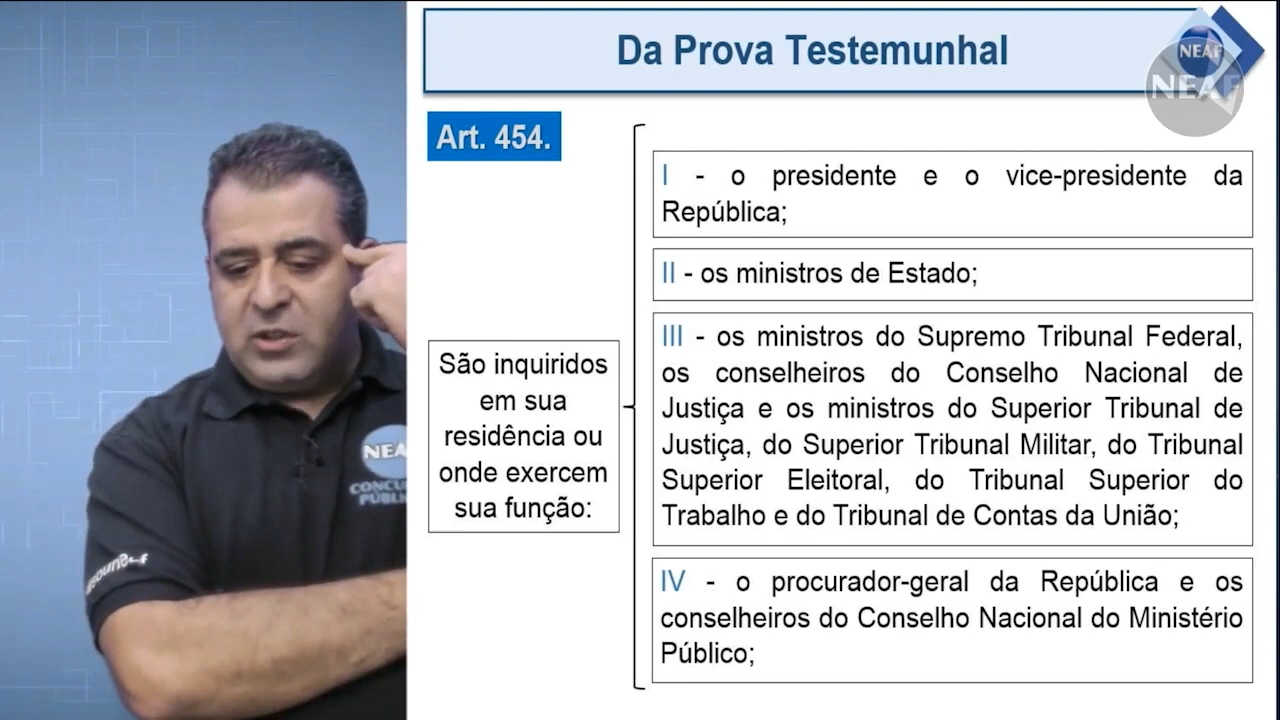 Da Prova Testemunhal
NEAF
NEAF
Art. 454.
São inquiridos
em sua
residência ou
onde exercem
sua função:
I - o presidente e o vice-presidente da
República;
II - os ministros de Estado;
III - os ministros do Supremo Tribunal Federal,
os conselheiros do Conselho Nacional de
Justiça e os ministros do Superior Tribunal de
Justiça, do Superior Tribunal Militar, do Tribunal
Superior Eleitoral, do Tribunal Superior do
Trabalho e do Tribunal de Contas da União;
IV - o procurador-geral da República e os
conselheiros do Conselho Nacional do Ministério
Público;
NEA
CONCU
PÚBLI